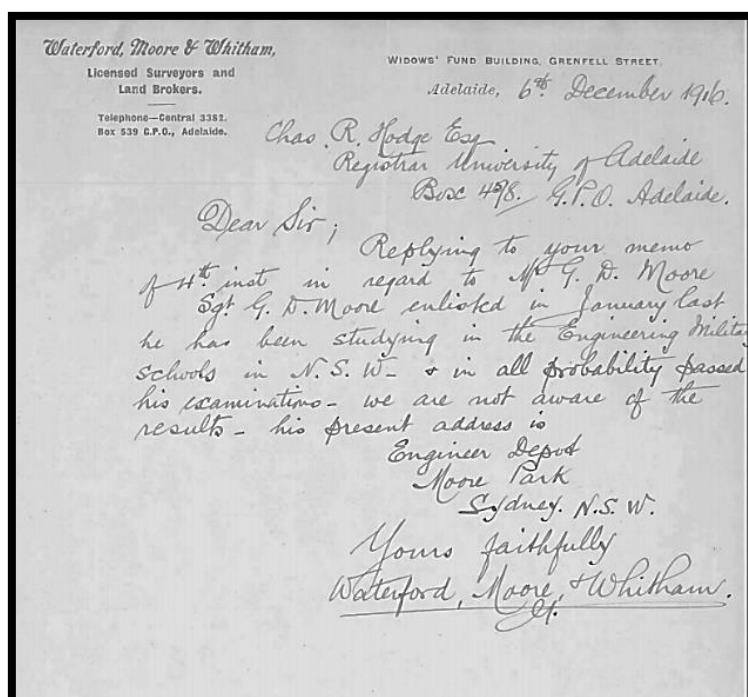 Waterford, Moore & Whitham,
Licensed Surveyors and
Land Brokers.
Telephone—Central 3382.
Box 539 G.P.O., Adelaide.
WIDOWS' FUND BUILDING, GRENFELL STREET,
Adelaide, 6th December 1916.
Chas. R. Hodge Esq
Registrar University of Adelaide
Box 498/ G.P.O. Adelaide.
Dear Sir;
Replying to your memo
of 4th inst in regard to Mr G. D. Moore
Sgt G. D. Moore enlisted in January last
he has been studying in the Engineering Military
schools in N.S.W- & in all probability passed
his examinations - we are not aware of the
results - his present address is
Engineer Depot
Moore Park
Sydney. N.S.W.
Yours faithfully
Waterford, Moore, & Whitham.